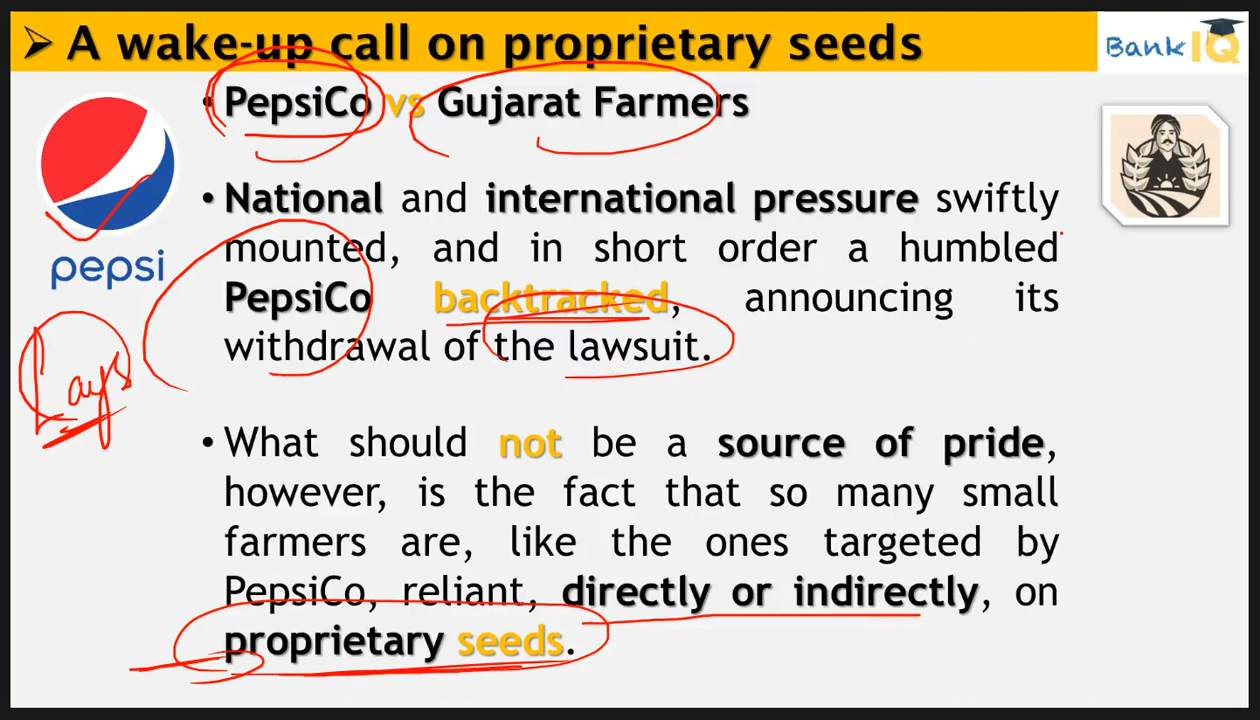 ➢ A wake-up call on proprietary seeds
Bank IQ
• PepsiCo vs Gujarat Farmers
pepsi
• National and international pressure swiftly
mounted, and in short order a humbled
PepsiCo backtracked, announcing its
withdrawal of the lawsuit.
Lays
• What should not be a source of pride,
however, is the fact that so many small
farmers are, like the ones targeted by
PepsiCo, reliant, directly or indirectly, on
proprietary seeds.